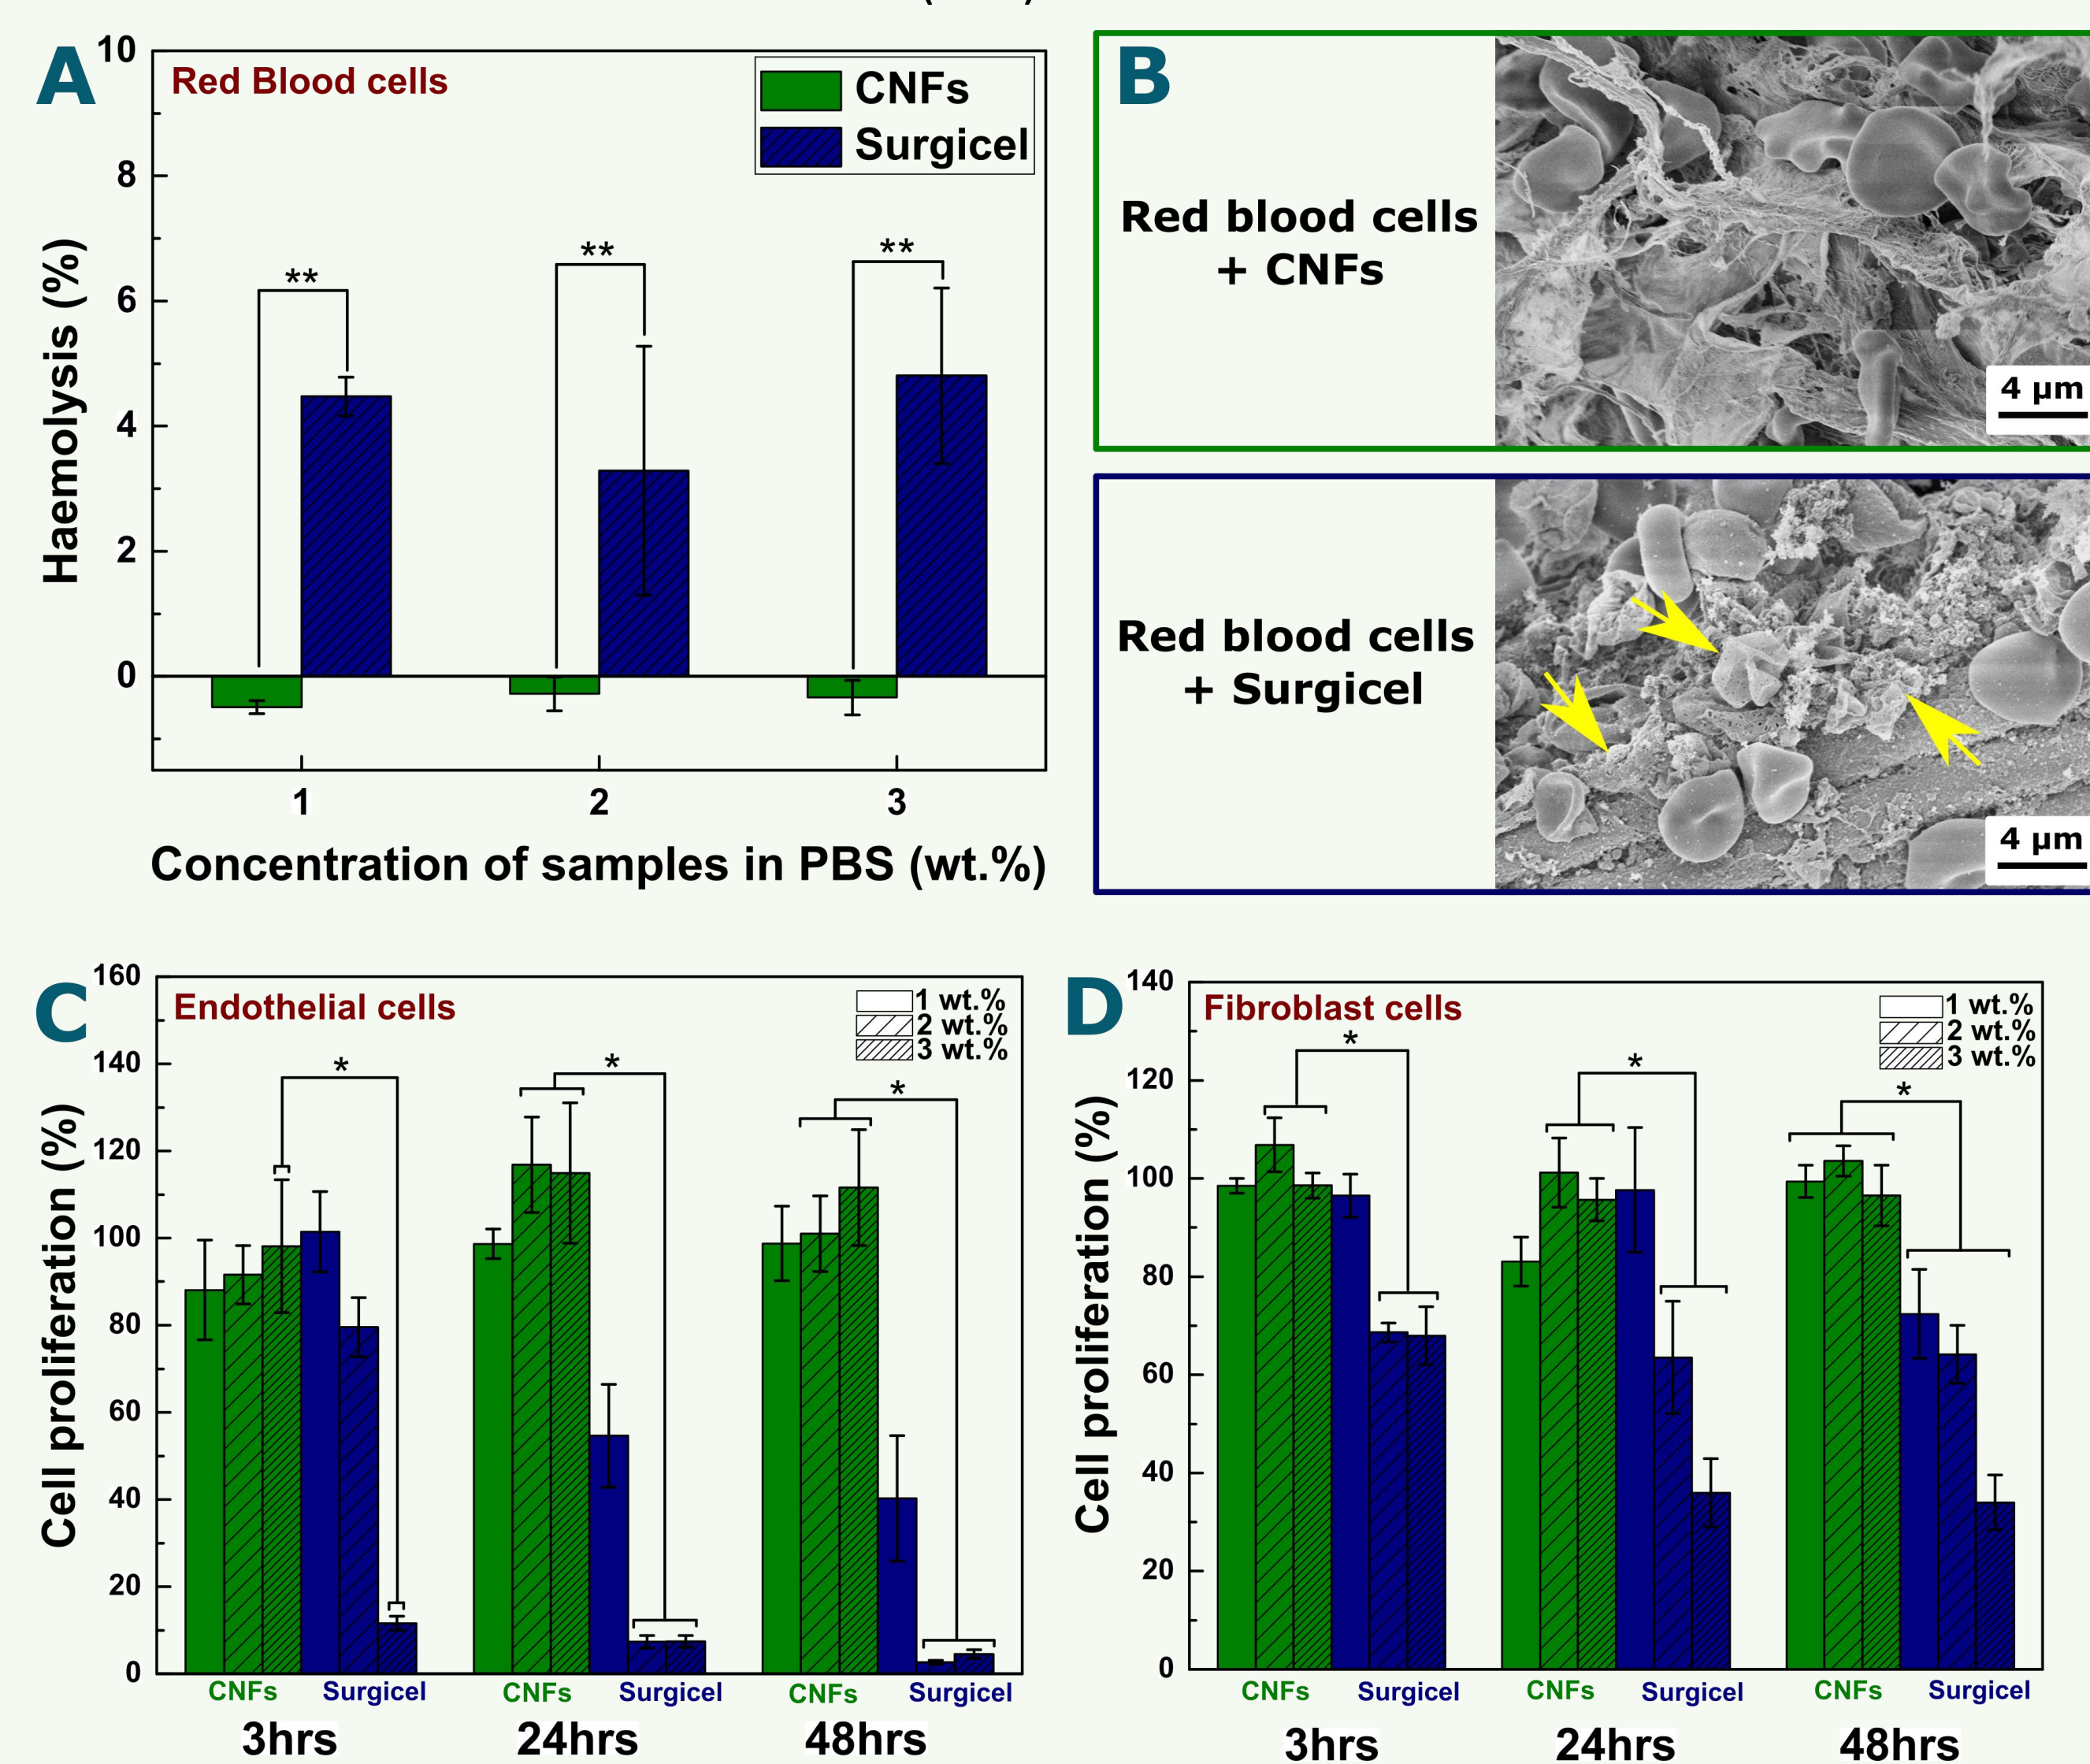 A
Red Blood cells
CNFs
Surgicel
10
8
6
4
2
0
Haemolysis (%)
**
**
**
1
2
3
Concentration of samples in PBS (wt.%)
B
Red blood cells
+ CNFs
4 µm
Red blood cells
+ Surgicel
4 µm
C
Endothelial cells
1 wt.%
2 wt.%
3 wt.%
160
140
120
100
80
60
40
20
0
Cell proliferation (%)
*
*
*
CNFs Surgicel CNFs Surgicel CNFs Surgicel
3hrs 24hrs 48hrs
D
Fibroblast cells
1 wt.%
2 wt.%
3 wt.%
140
120
100
80
60
40
20
0
Cell proliferation (%)
*
*
*
CNFs Surgicel CNFs Surgicel CNFs Surgicel
3hrs 24hrs 48hrs